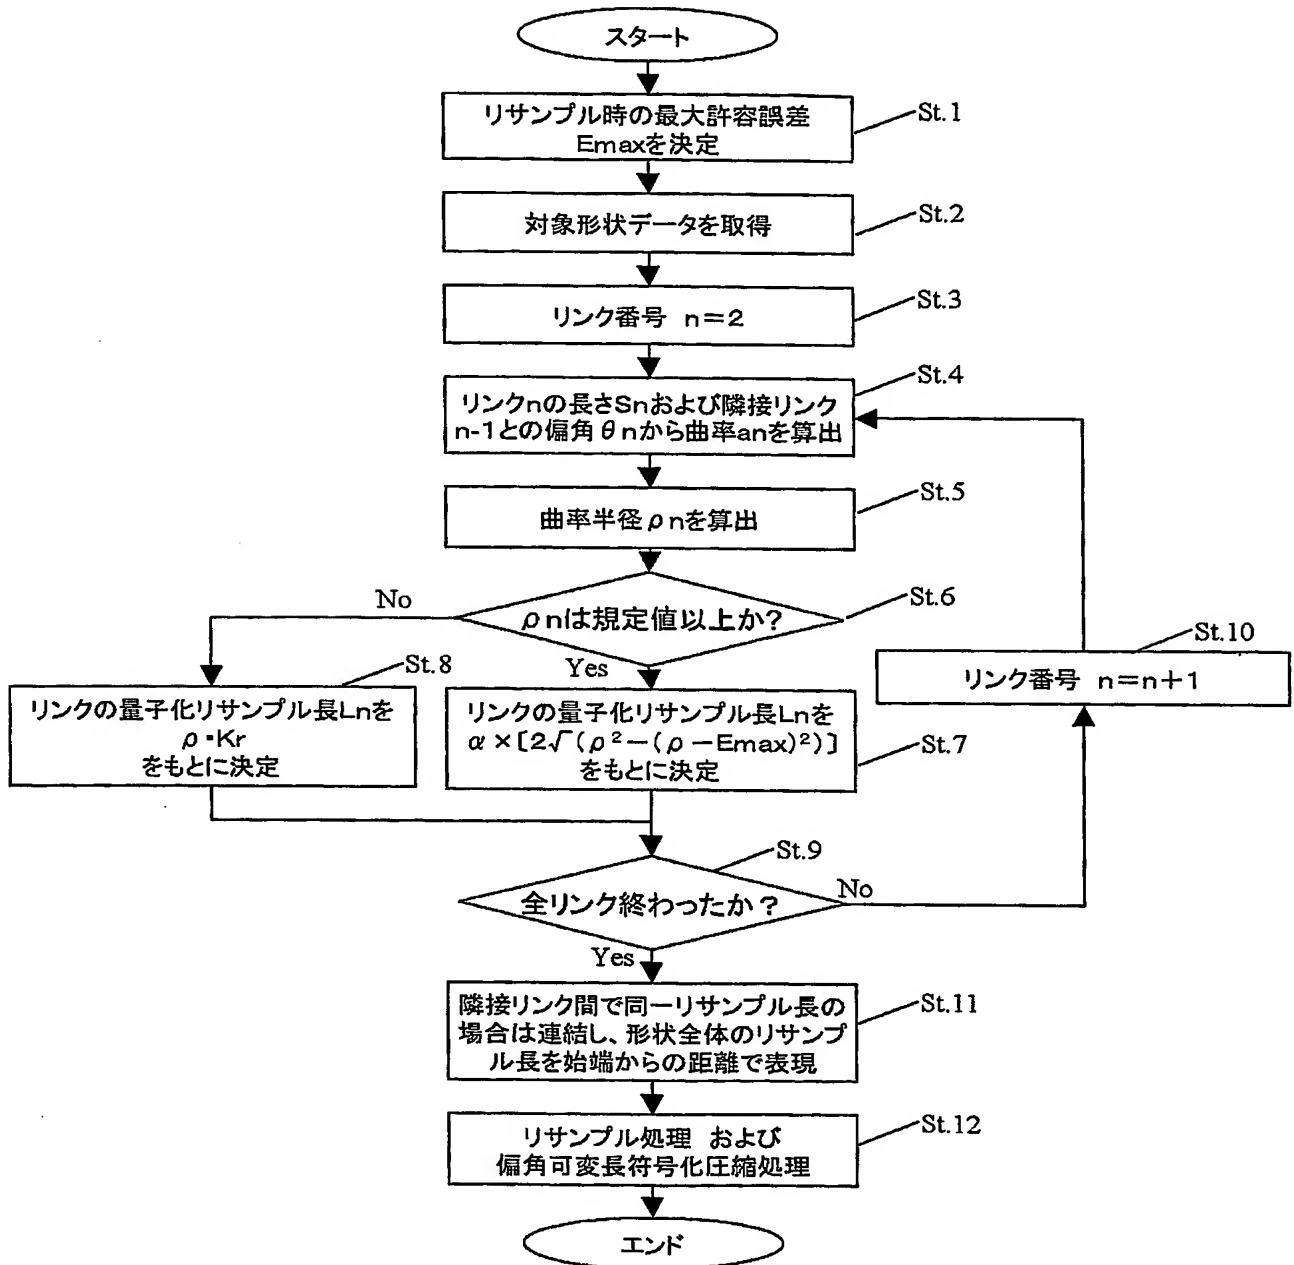 スタート
リサンプル時の最大許容誤差
Emaxを決定
St.1
対象形状データを取得
St.2
リンク番号 n=2
St.3
リンクnの長さSnおよび隣接リンク
n-1との偏角θnから曲率anを算出
St.4
曲率半径ρnを算出
St.5
ρnは規定値以上か?
St.6
No
Yes
リンクの量子化リサンプル長Lnを
ρ・Kr
をもとに決定
St.8
リンクの量子化リサンプル長Lnを
α×[2√(ρ²-(ρ-Emax)²)]
をもとに決定
St.7
リンク番号 n=n+1
St.10
全リンク終わったか?
St.9
No
Yes
隣接リンク間で同一リサンプル長の
場合は連結し、形状全体のリサンプ
ル長を始端からの距離で表現
St.11
リサンプル処理 および
偏角可変長符号化圧縮処理
St.12
エンド